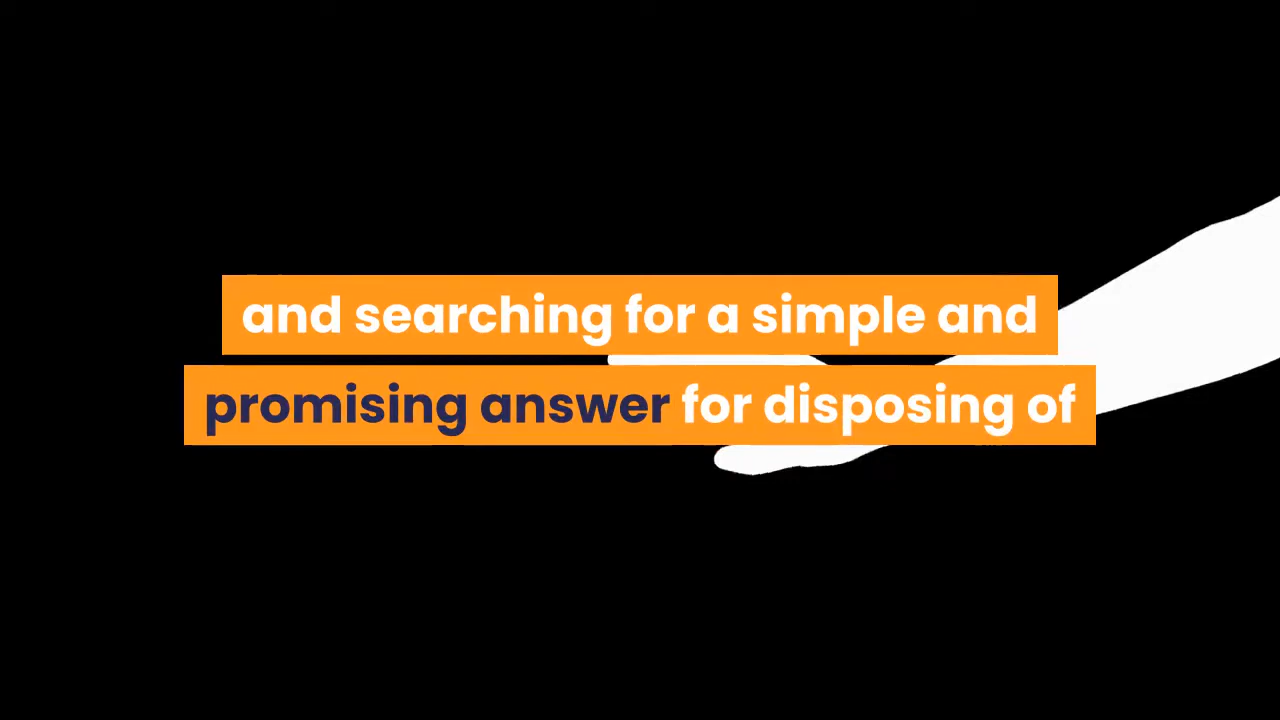 and searching for a simple and
promising answer for disposing of